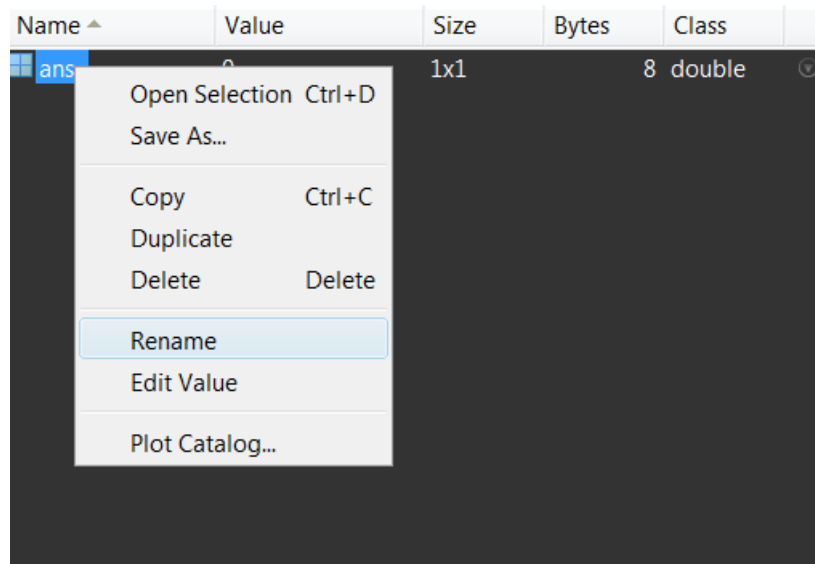 Name Value Size Bytes Class
ans 0 1x1 8 double
Open Selection Ctrl+D
Save As...
Copy Ctrl+C
Duplicate
Delete Delete
Rename
Edit Value
Plot Catalog...